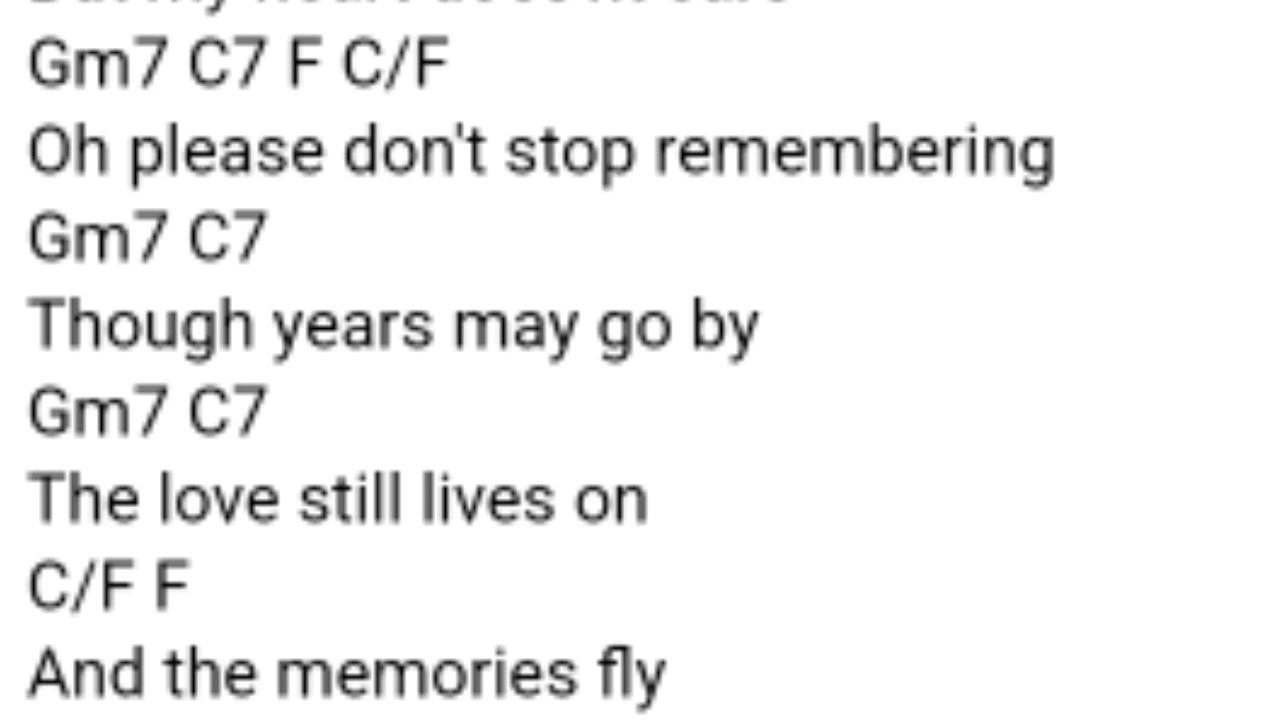 Gm7 C7 F C/F
Oh please don't stop remembering
Gm7 C7
Though years may go by
Gm7 C7
The love still lives on
C/F F
And the memories fly